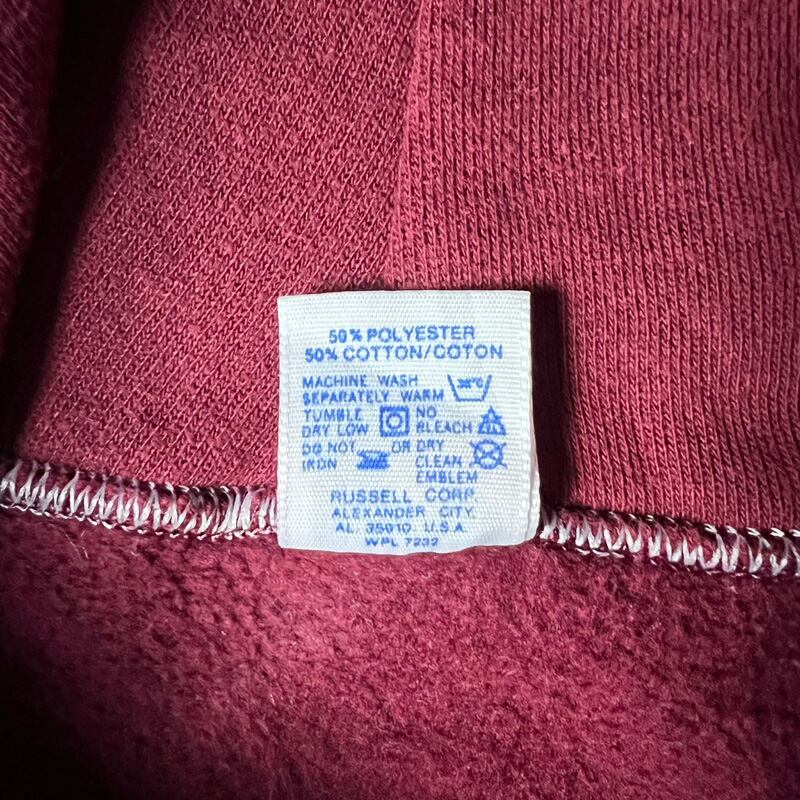 50% POLYESTER
50% COTTON/COTON
MACHINE WASH
SEPARATELY WARM
TUMBLE DRY LOW
NO BLEACH
DO NOT IRON
OR DRY CLEAN EMBLEM
RUSSELL CORP.
ALEXANDER CITY,
AL. 35010 U.S.A
WPL 7232